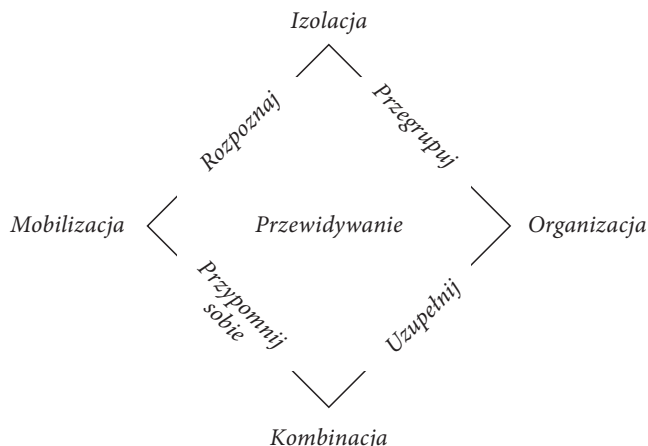 Izolacja
Rozpoznaj
Przegrupuj
Mobilizacja
Przewidywanie
Organizacja
Przypomnij
sobie
Uzupełnij
Kombinacja